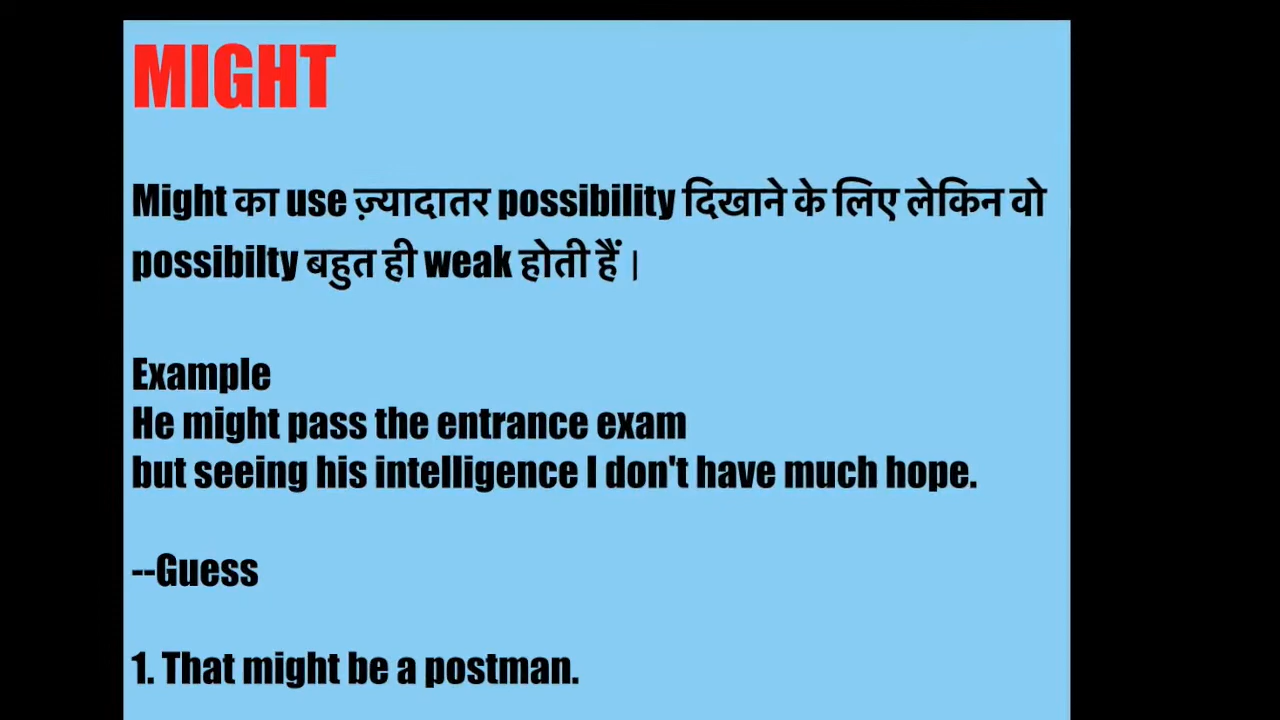 MIGHT
Might का use ज़्यादातर possibility दिखाने के लिए लेकिन वो
possibilty बहुत ही weak होती हैं।
Example
He might pass the entrance exam
but seeing his intelligence I don't have much hope.
--Guess
1. That might be a postman.